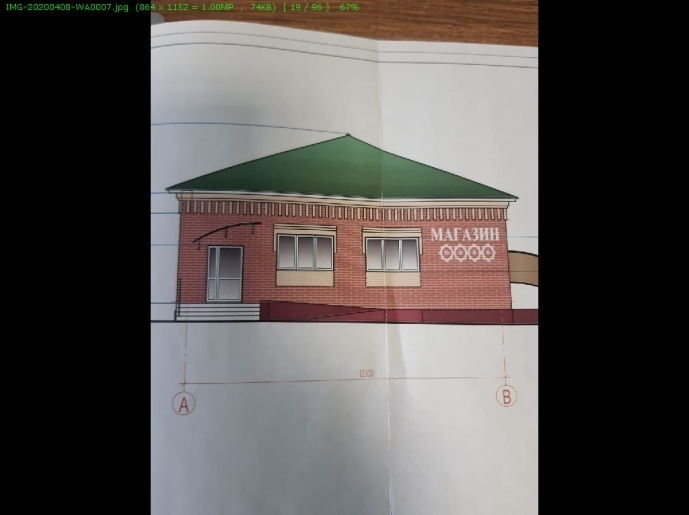 IMG-20200408-WA0007.jpg (864 x 1152 = 1.00MP , 74KB) [ 19 / 96 ] 67%
МАГАЗИН
12000
А В